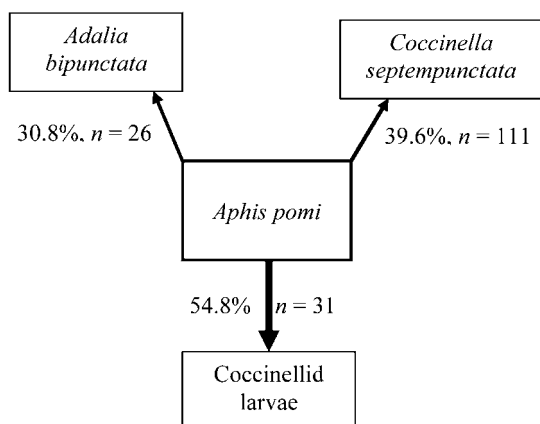 Adalia
bipunctata
Coccinella
septempunctata
30.8%, n = 26
39.6%, n = 111
Aphis pomi
54.8% n = 31
Coccinellid
larvae